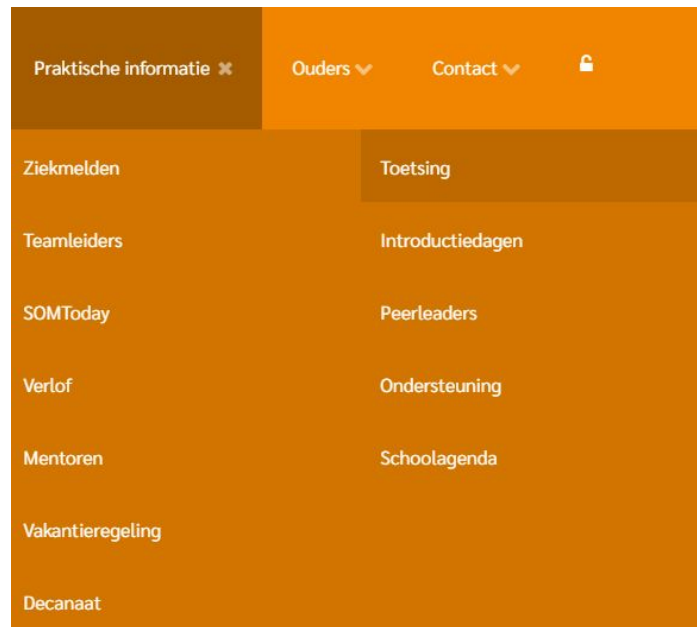 Praktische informatie
Ouders
Contact
Ziekmelden
Teamleiders
SOMToday
Verlof
Mentoren
Vakantieregeling
Decanaat
Toetsing
Introductiedagen
Peerleaders
Ondersteuning
Schoolagenda